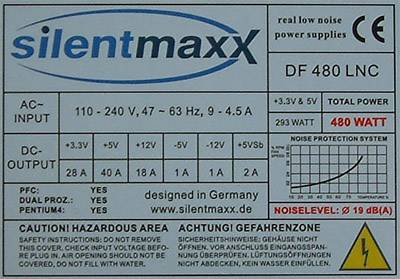 silentmaxx
real low noise
power supplies
CE
DF 480 LNC
AC~
INPUT
110 - 240 V, 47 ~ 63 Hz, 9 - 4.5 A
+3.3V & 5V
TOTAL POWER
293 WATT
480 WATT
DC-
OUTPUT
+3.3V
+5V
+12V
-5V
-12V
+5VSb
28 A
40 A
18 A
1 A
1 A
2 A
NOISE PROTECTION SYSTEM
TEMPERATURE
PFC: YES
DUAL PROZ.: YES
PENTIUM4: YES
designed in Germany
www.silentmaxx.de
NOISELEVEL: Ø 19 dB(A)
CAUTION! HAZARDOUS AREA
SAFETY INSTRUCTIONS: DO NOT REMOVE
THIS COVER. CHECK INPUT VOLTAGE BEFO-
RE PLUG IN. AIR OPENING SHOULD NOT BE
COVERED, DO NOT FILL WITH WATER.
ACHTUNG! GEFAHRENZONE
SICHERHEITSHINWEISE: GEHÄUSE NICHT
ÖFFNEN. VOR ANSCHLUSS EINGANGSSPAN-
NUNG ÜBERPRÜFEN. LÜFTUNGSÖFFNUNGEN
NICHT ABDECKEN, KEIN WASSER EINFÜLLEN.